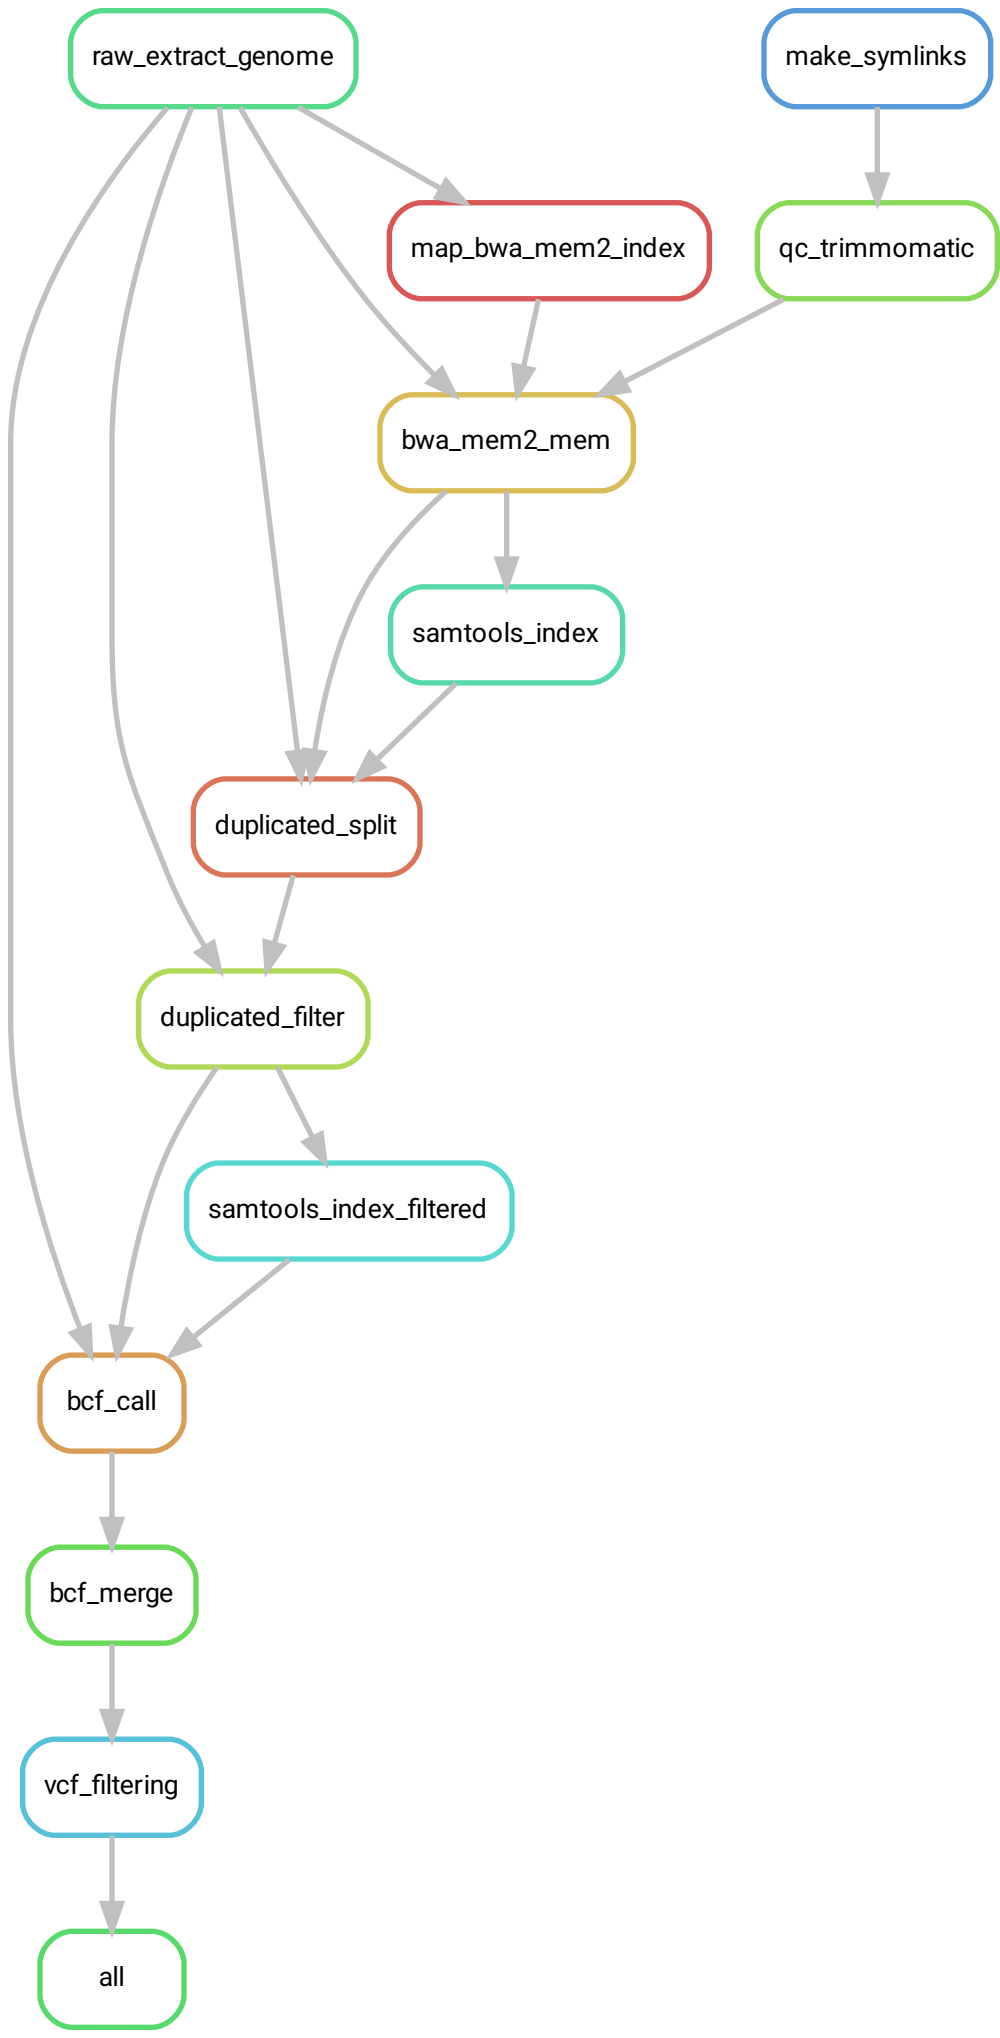 raw_extract_genome
make_symlinks
map_bwa_mem2_index
qc_trimmomatic
bwa_mem2_mem
samtools_index
duplicated_split
duplicated_filter
samtools_index_filtered
bcf_call
bcf_merge
vcf_filtering
all